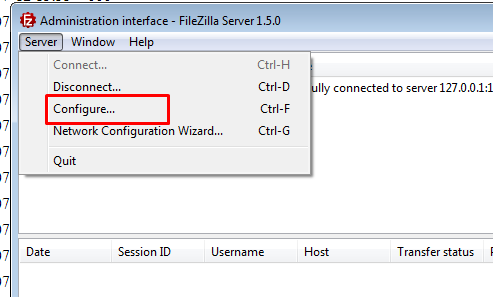 Administration interface - FileZilla Server 1.5.0
Server Window Help
Connect... Ctrl-H
Disconnect... Ctrl-D
ully connected to server 127.0.0.1:1
Configure... Ctrl-F
Network Configuration Wizard... Ctrl-G
Quit
Date Session ID Username Host Transfer status